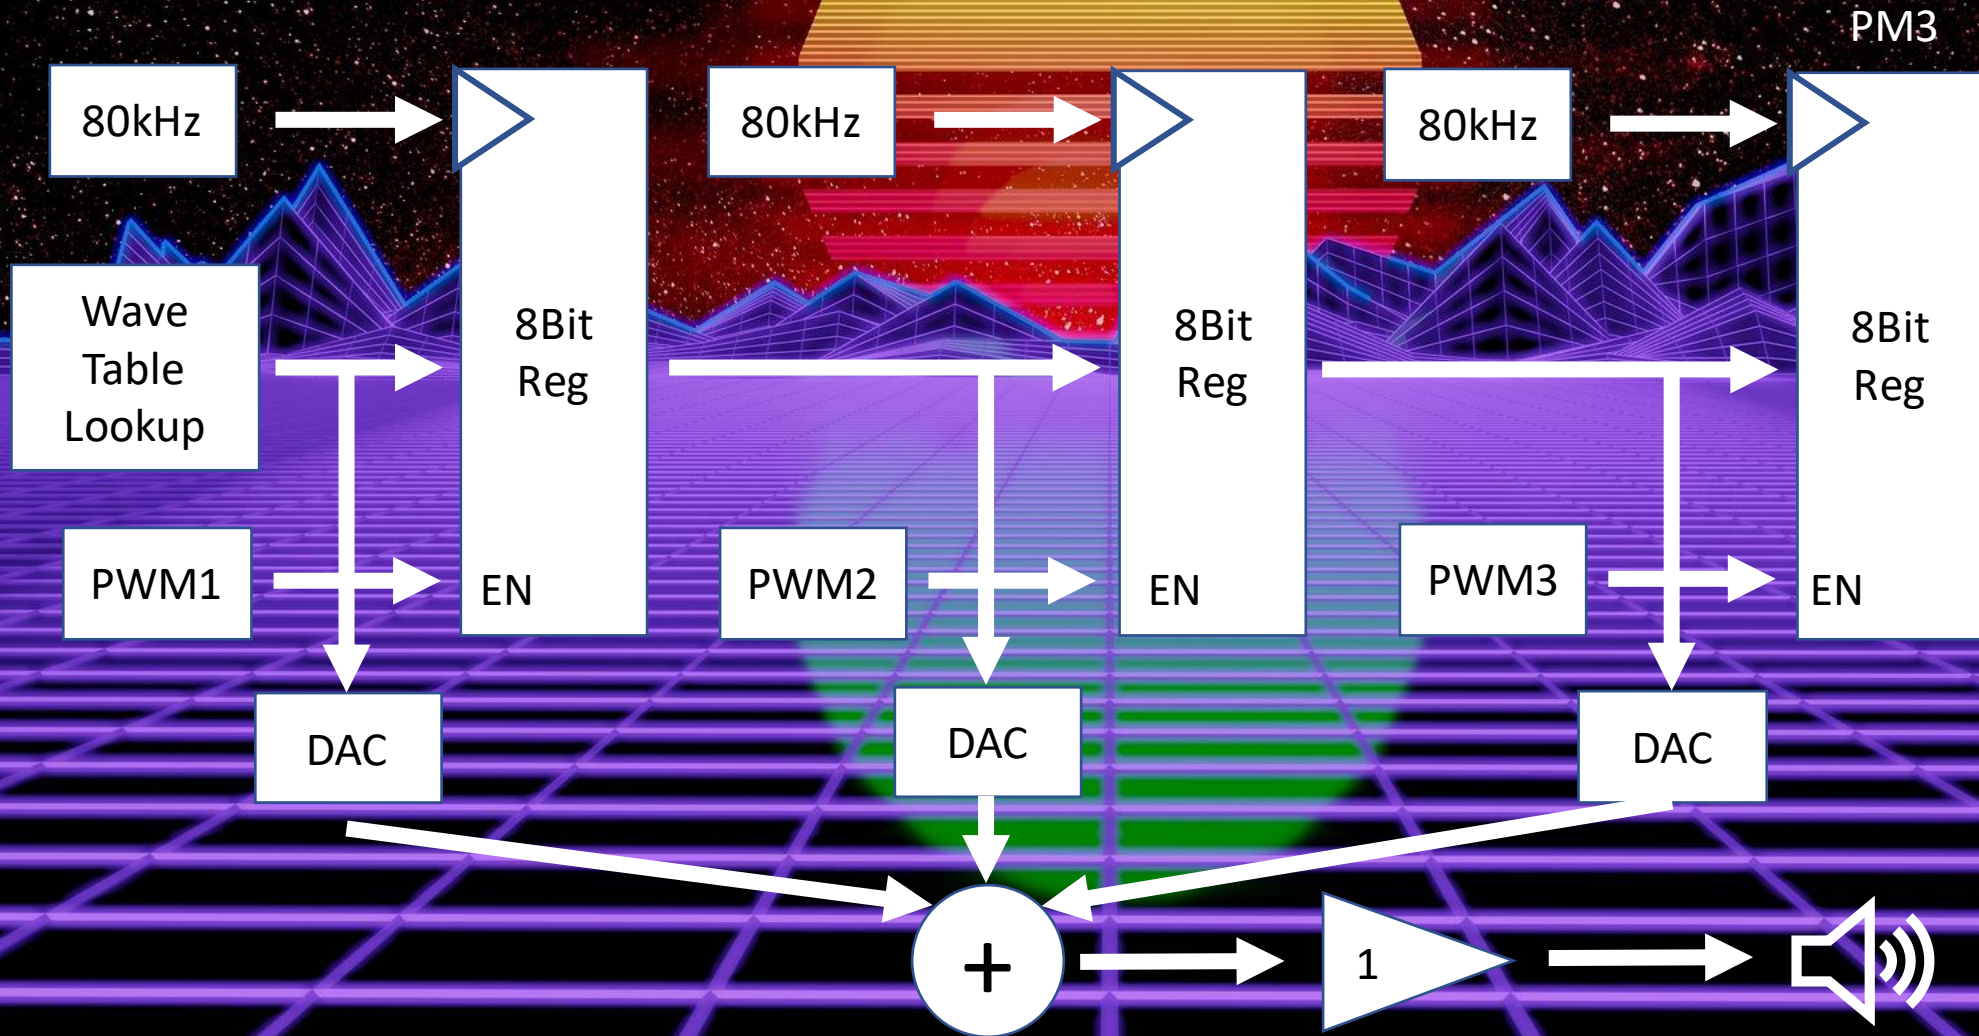 PM3
80kHz
80kHz
80kHz
Wave
Table
Lookup
8Bit
Reg
8Bit
Reg
8Bit
Reg
PWM1
EN
PWM2
EN
PWM3
EN
DAC
DAC
DAC
+
1